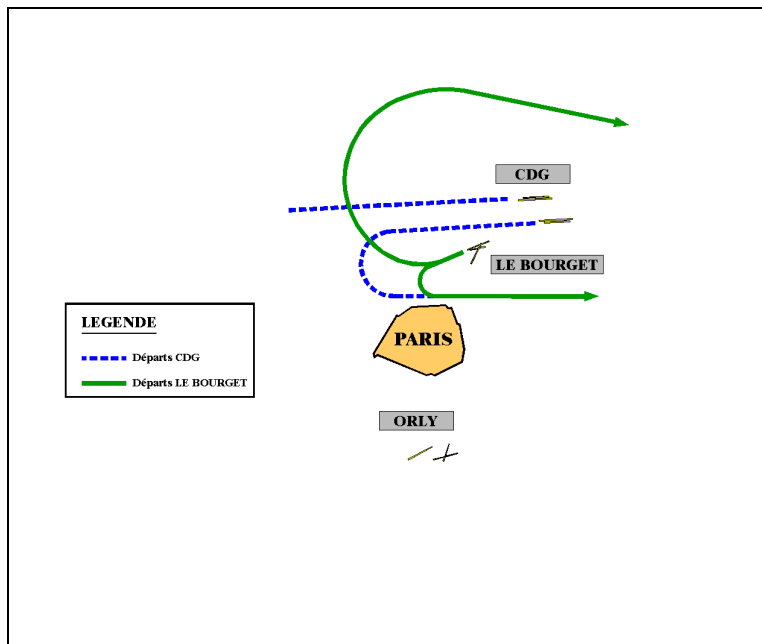 CDG
LE BOURGET
LEGENDE
Départs CDG
Départs LE BOURGET
PARIS
ORLY